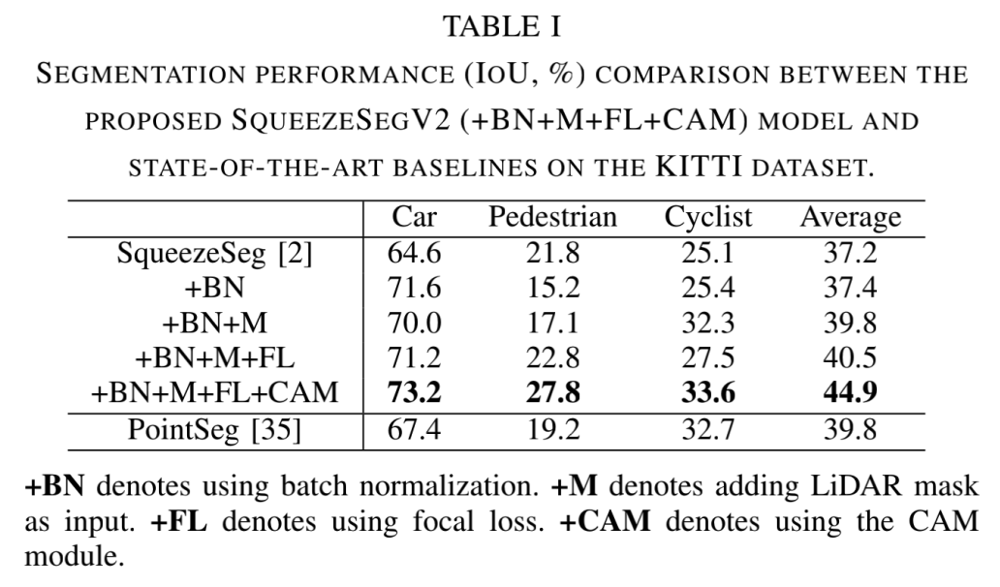 TABLE I
SEGMENTATION PERFORMANCE (IOU, %) COMPARISON BETWEEN THE
PROPOSED SQUEEZESEGV2 (+BN+M+FL+CAM) MODEL AND
STATE-OF-THE-ART BASELINES ON THE KITTI DATASET.
Car Pedestrian Cyclist Average
SqueezeSeg [2] 64.6 21.8 25.1 37.2
+BN 71.6 15.2 25.4 37.4
+BN+M 70.0 17.1 32.3 39.8
+BN+M+FL 71.2 22.8 27.5 40.5
+BN+M+FL+CAM 73.2 27.8 33.6 44.9
PointSeg [35] 67.4 19.2 32.7 39.8
+BN denotes using batch normalization. +M denotes adding LiDAR mask
as input. +FL denotes using focal loss. +CAM denotes using the CAM
module.